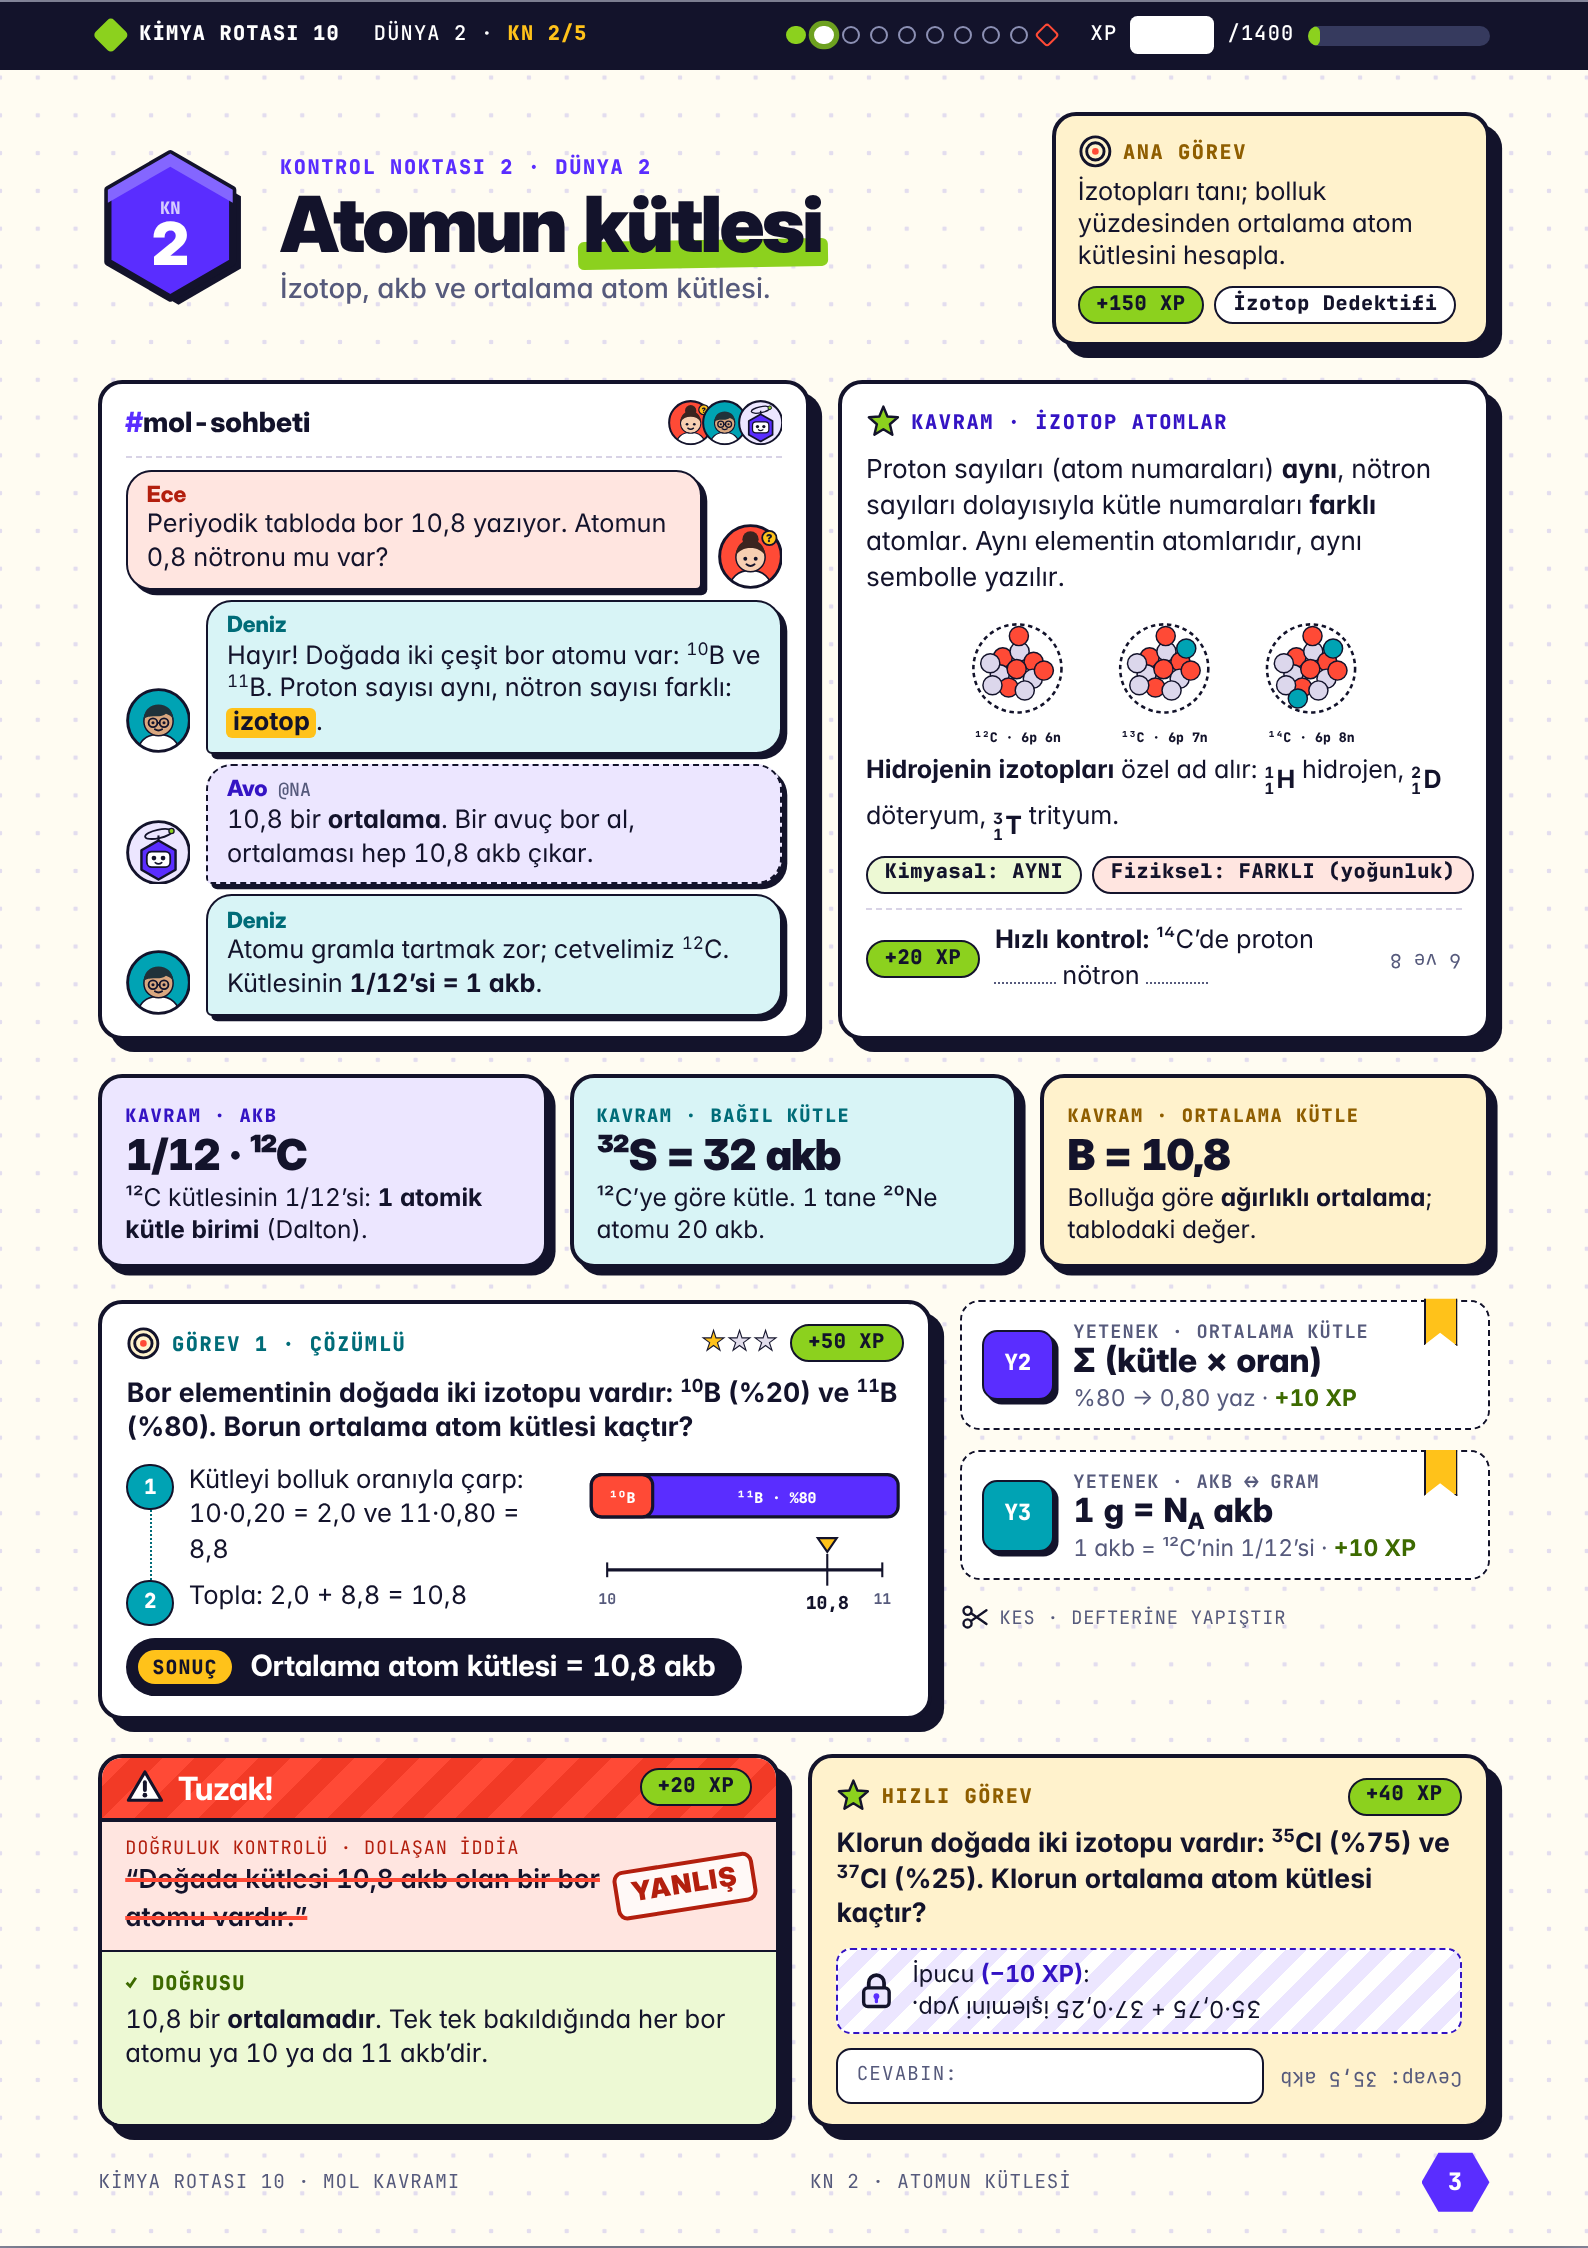 KİMYA ROTASI 10 DÜNYA 2 · KN 2/5 XP /1400
KONTROL NOKTASI 2 · DÜNYA 2
KN
2
Atomun kütlesi
İzotop, akb ve ortalama atom kütlesi.
ANA GÖREV
İzotopları tanı; bolluk
yüzdesinden ortalama atom
kütlesini hesapla.
+150 XP İzotop Dedektifi
#mol-sohbeti
Ece
Periyodik tabloda bor 10,8 yazıyor. Atomun
0,8 nötronu mu var?
?
Deniz
Hayır! Doğada iki çeşit bor atomu var: ¹⁰B ve
¹¹B. Proton sayısı aynı, nötron sayısı farklı:
izotop.
Avo @NA
10,8 bir ortalama. Bir avuç bor al,
ortalaması hep 10,8 akb çıkar.
Deniz
Atomu gramla tartmak zor; cetvelimiz ¹²C.
Kütlesinin 1/12’si = 1 akb.
KAVRAM · İZOTOP ATOMLAR
Proton sayıları (atom numaraları) aynı, nötron
sayıları dolayısıyla kütle numaraları farklı
atomlar. Aynı elementin atomlarıdır, aynı
sembolle yazılır.
¹²C · 6p 6n ¹³C · 6p 7n ¹⁴C · 6p 8n
Hidrojenin izotopları özel ad alır: ¹₁H hidrojen, ²₁D
döteryum, ³₁T trityum.
Kimyasal: AYNI Fiziksel: FARKLI (yoğunluk)
+20 XP
Hızlı kontrol: ¹⁴C’de proton
............ nötron ............
6 ve 8
KAVRAM · AKB
1/12 · ¹²C
¹²C kütlesinin 1/12’si: 1 atomik
kütle birimi (Dalton).
KAVRAM · BAĞIL KÜTLE
³²S = 32 akb
¹²C’ye göre kütle. 1 tane ²⁰Ne
atomu 20 akb.
KAVRAM · ORTALAMA KÜTLE
B = 10,8
Bolluğa göre ağırlıklı ortalama;
tablodaki değer.
GÖREV 1 · ÇÖZÜMLÜ +50 XP
Bor elementinin doğada iki izotopu vardır: ¹⁰B (%20) ve ¹¹B
(%80). Borun ortalama atom kütlesi kaçtır?
1
Kütleyi bolluk oranıyla çarp:
10·0,20 = 2,0 ve 11·0,80 =
8,8
2 Topla: 2,0 + 8,8 = 10,8
¹⁰B ¹¹B · %80
10 10,8 11
SONUÇ Ortalama atom kütlesi = 10,8 akb
Y2
YETENEK · ORTALAMA KÜTLE
Σ (kütle × oran)
%80 → 0,80 yaz · +10 XP
Y3
YETENEK · AKB ↔ GRAM
1 g = N_A akb
1 akb = ¹²C’nin 1/12’si · +10 XP
KES · DEFTERİNE YAPIŞTIR
Tuzak! +20 XP
DOĞRULUK KONTROLÜ · DOLAŞAN İDDİA
“Doğada kütlesi 10,8 akb olan bir bor
atomu vardır.”
YANLIŞ
✓ DOĞRUSU
10,8 bir ortalamadır. Tek tek bakıldığında her bor
atomu ya 10 ya da 11 akb’dir.
HIZLI GÖREV +40 XP
Klorun doğada iki izotopu vardır: ³⁵Cl (%75) ve
³⁷Cl (%25). Klorun ortalama atom kütlesi
kaçtır?
İpucu (−10 XP):
35·0,75 + 37·0,25 işlemini yap.
CEVABIN:
Cevap: 35,5 akb
KİMYA ROTASI 10 · MOL KAVRAMI
KN 2 · ATOMUN KÜTLESİ
3